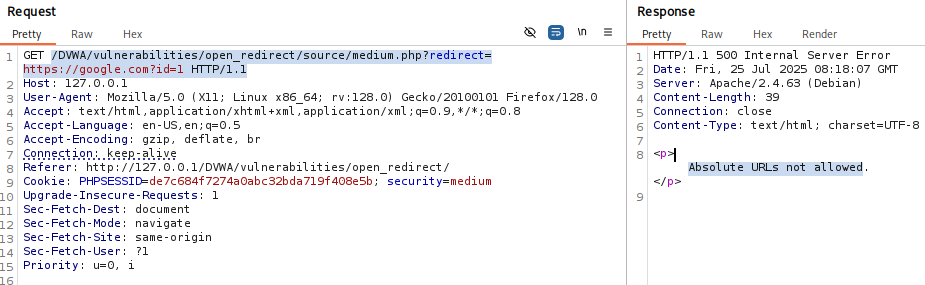 Request
Response
Pretty Raw Hex
\n
Pretty Raw Hex Render
1 GET /DVWA/vulnerabilities/open_redirect/source/medium.php?redirect=
https://google.com?id=1 HTTP/1.1
2 Host: 127.0.0.1
3 User-Agent: Mozilla/5.0 (X11; Linux x86_64; rv:128.0) Gecko/20100101 Firefox/128.0
4 Accept: text/html,application/xhtml+xml,application/xml;q=0.9,*/*;q=0.8
5 Accept-Language: en-US,en;q=0.5
6 Accept-Encoding: gzip, deflate, br
7 Connection: keep-alive
8 Referer: http://127.0.0.1/DVWA/vulnerabilities/open_redirect/
9 Cookie: PHPSESSID=de7c684f7274a0abc32bda719f408e5b; security=medium
10 Upgrade-Insecure-Requests: 1
11 Sec-Fetch-Dest: document
12 Sec-Fetch-Mode: navigate
13 Sec-Fetch-Site: same-origin
14 Sec-Fetch-User: ?1
15 Priority: u=0, i
16
1 HTTP/1.1 500 Internal Server Error
2 Date: Fri, 25 Jul 2025 08:18:07 GMT
3 Server: Apache/2.4.63 (Debian)
4 Content-Length: 39
5 Connection: close
6 Content-Type: text/html; charset=UTF-8
7
8 <p>
Absolute URLs not allowed.
</p>
9